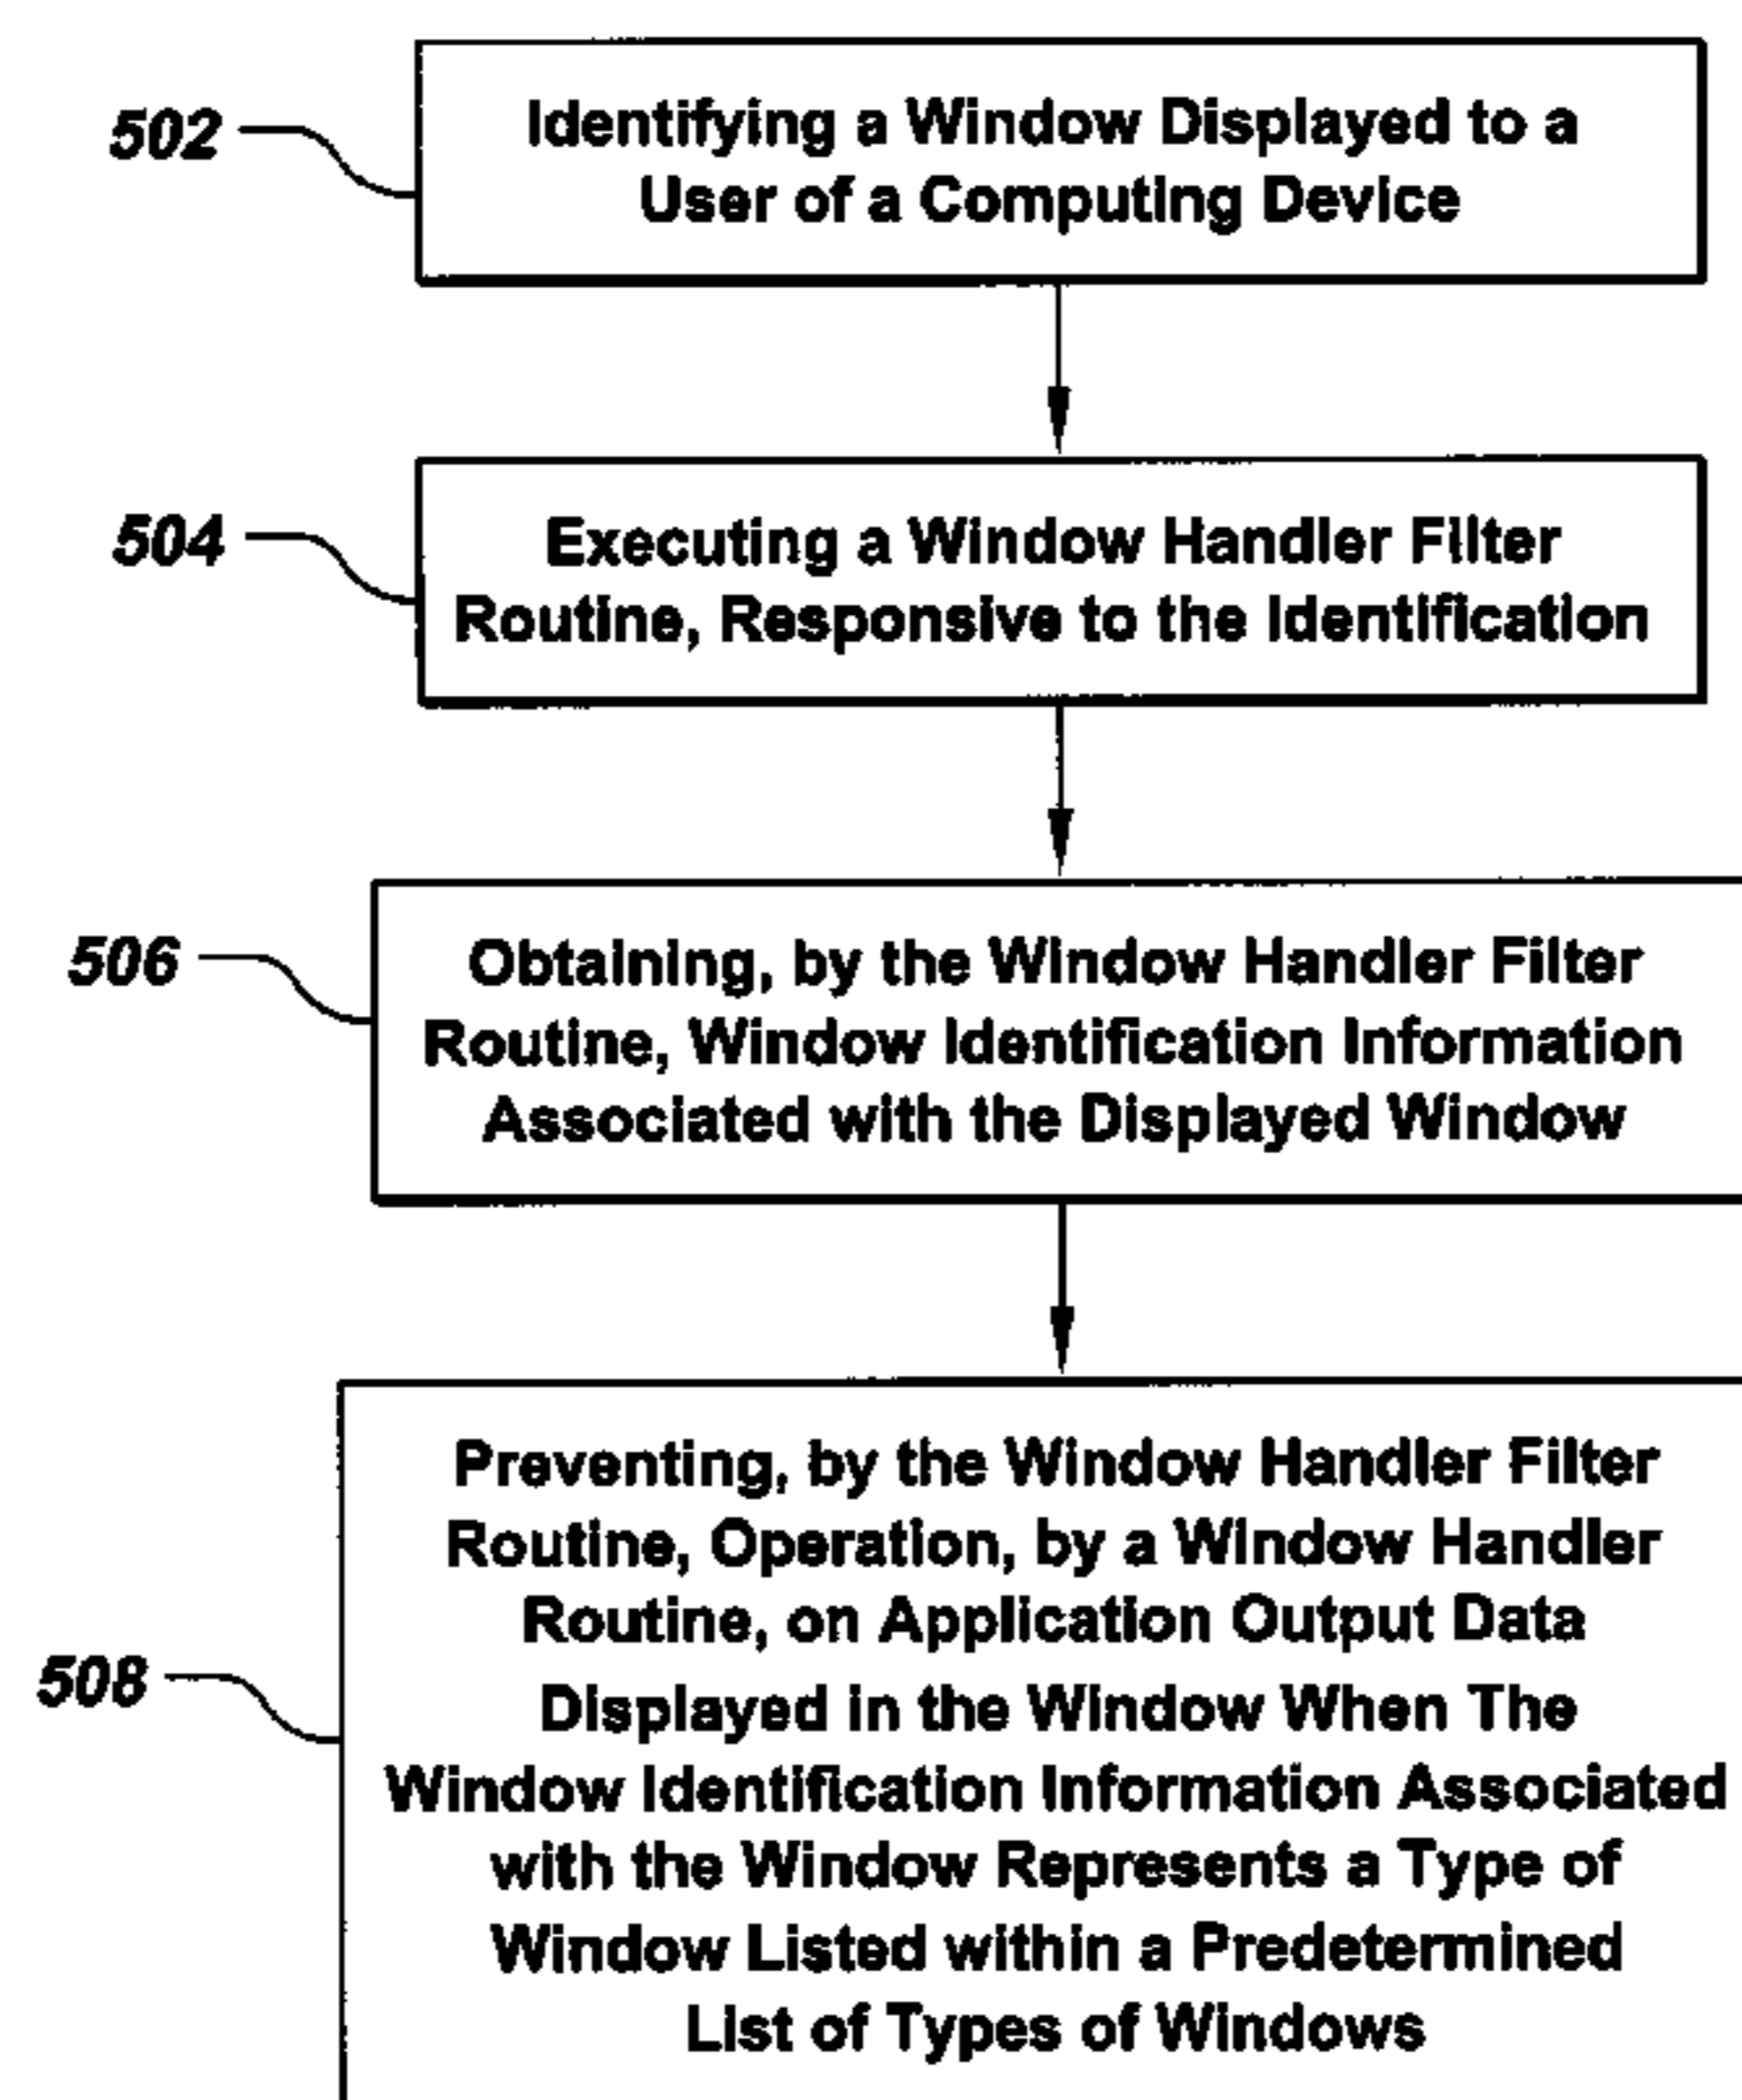 502
Identifying a Window Displayed to a
User of a Computing Device
504
Executing a Window Handler Filter
Routine, Responsive to the Identification
506
Obtaining, by the Window Handler Filter
Routine, Window Identification Information
Associated with the Displayed Window
508
Preventing, by the Window Handler Filter
Routine, Operation, by a Window Handler
Routine, on Application Output Data
Displayed in the Window When The
Window Identification Information Associated
with the Window Represents a Type of
Window Listed within a Predetermined
List of Types of Windows